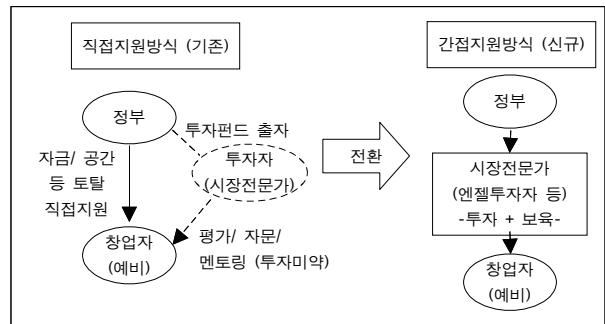 직접지원방식 (기존)
정부
투자펀드 출자
자금/ 공간
등 토탈
직접지원
투자자
(시장전문가)
평가/ 자문/
멘토링 (투자미약)
창업자
(예비)
전환
간접지원방식 (신규)
정부
시장전문가
(엔젤투자자 등)
-투자 + 보육-
창업자
(예비)